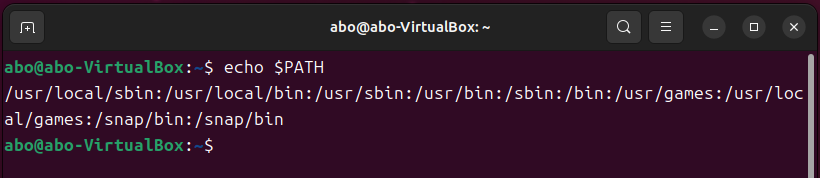 abo@abo-VirtualBox: ~
abo@abo-VirtualBox:~$ echo $PATH
/usr/local/sbin:/usr/local/bin:/usr/sbin:/usr/bin:/sbin:/bin:/usr/games:/usr/loc
al/games:/snap/bin:/snap/bin
abo@abo-VirtualBox:~$